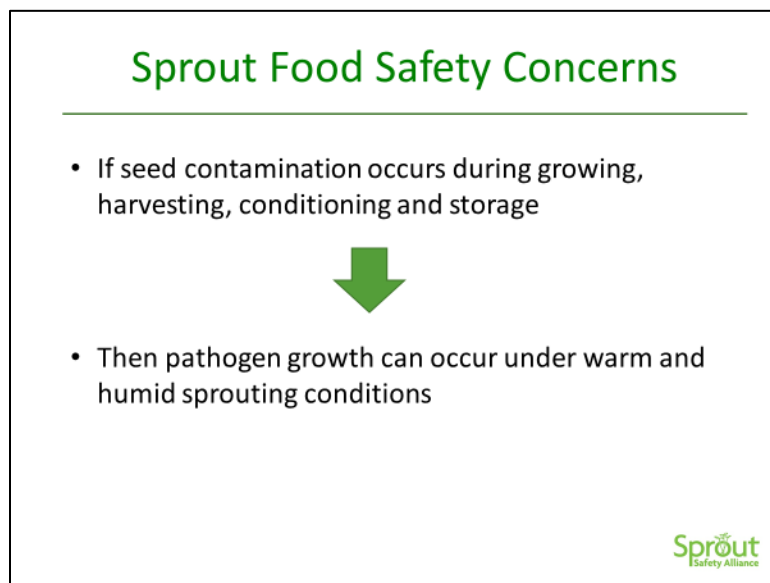 Sprout Food Safety Concerns
• If seed contamination occurs during growing,
harvesting, conditioning and storage
• Then pathogen growth can occur under warm and
humid sprouting conditions
Sprout
Safety Alliance